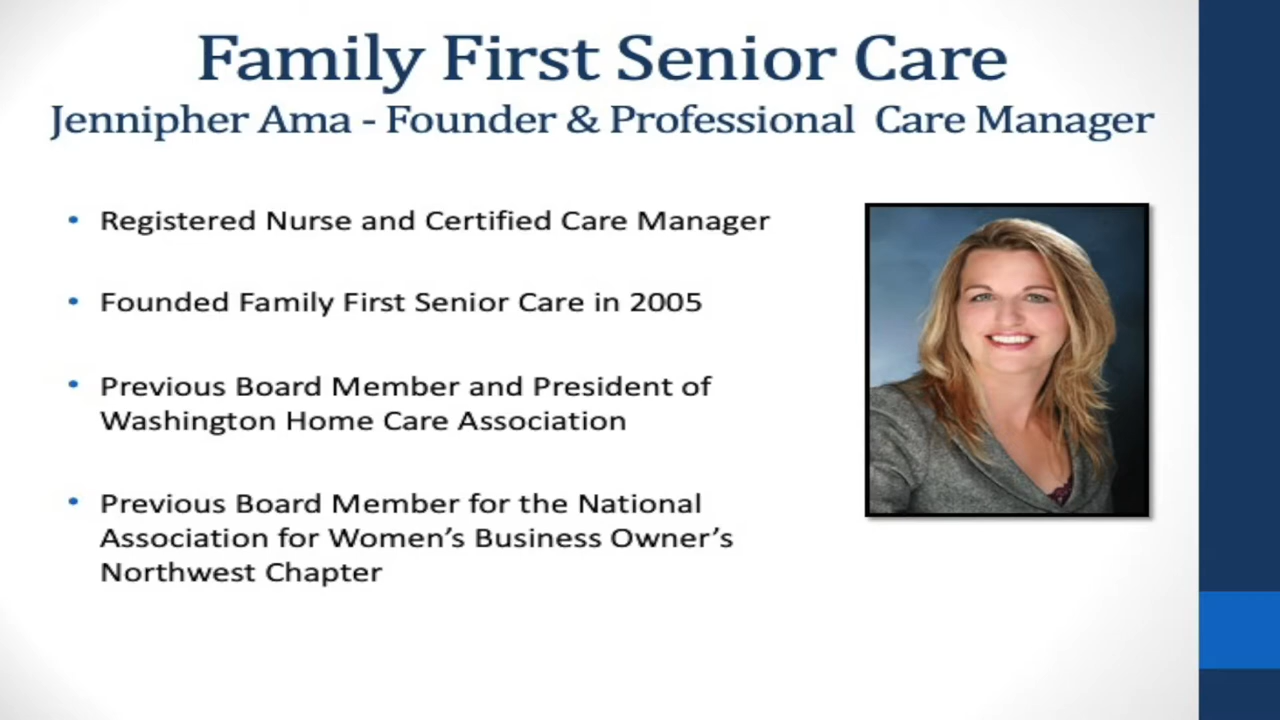 Family First Senior Care
Jennipher Ama - Founder & Professional Care Manager
• Registered Nurse and Certified Care Manager
• Founded Family First Senior Care in 2005
• Previous Board Member and President of
Washington Home Care Association
• Previous Board Member for the National
Association for Women’s Business Owner’s
Northwest Chapter